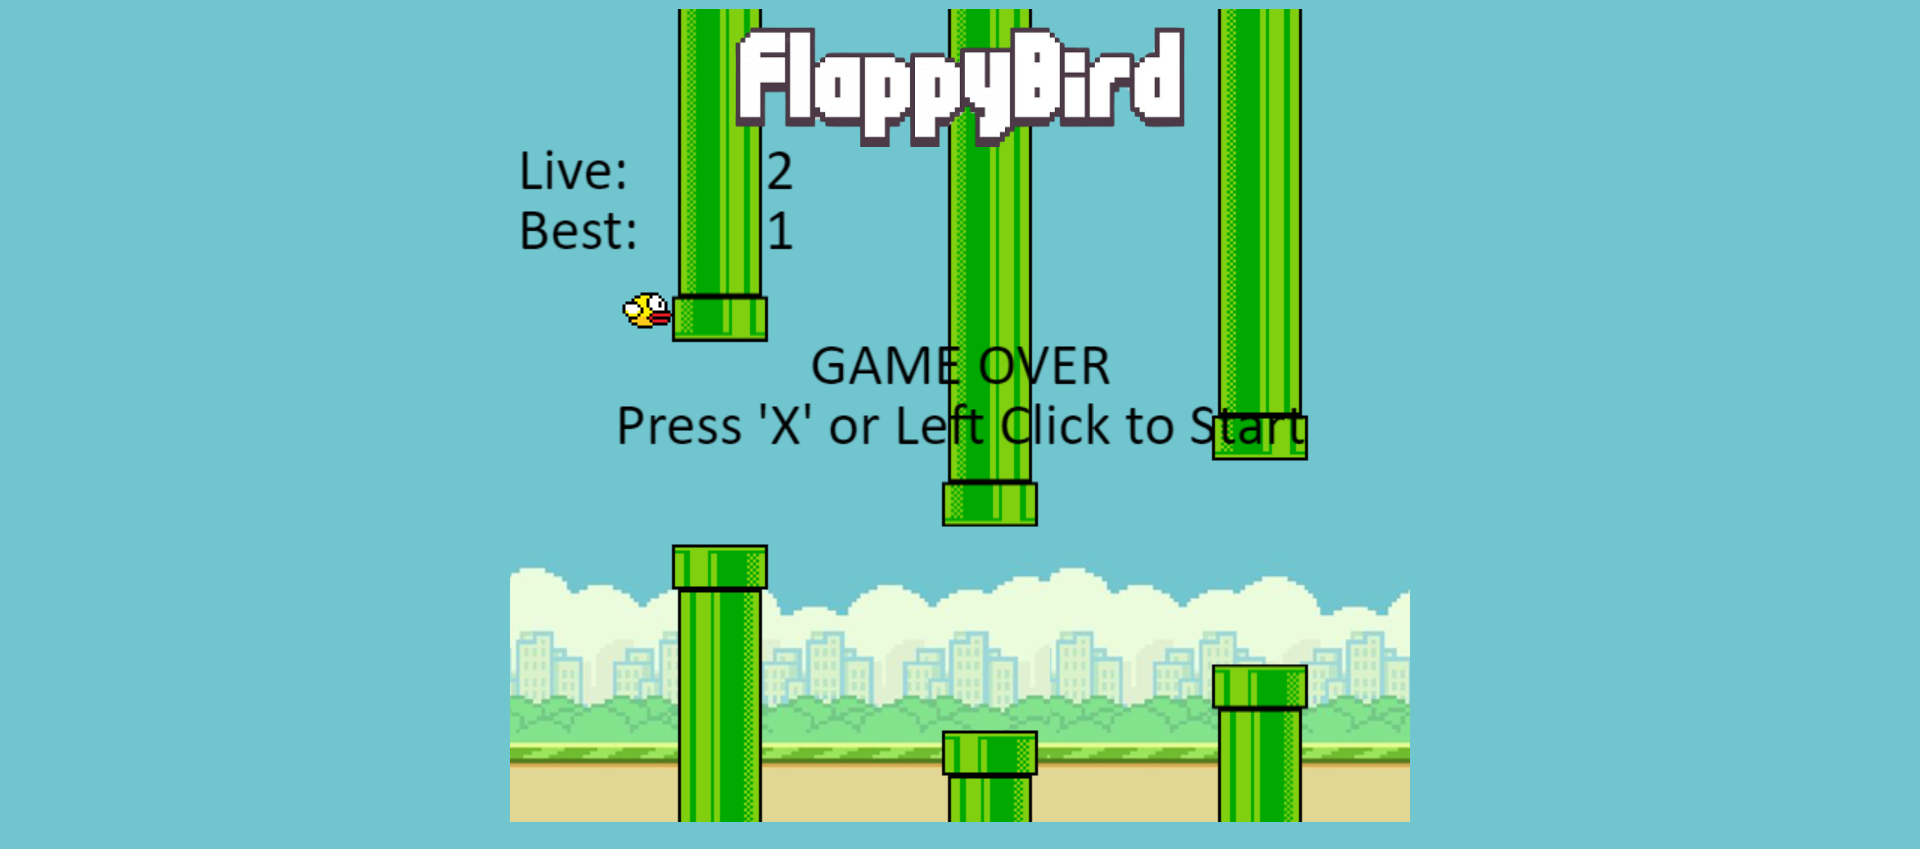 FlappyBird
Live: 2
Best: 1
GAME OVER
Press 'X' or Left Click to Start